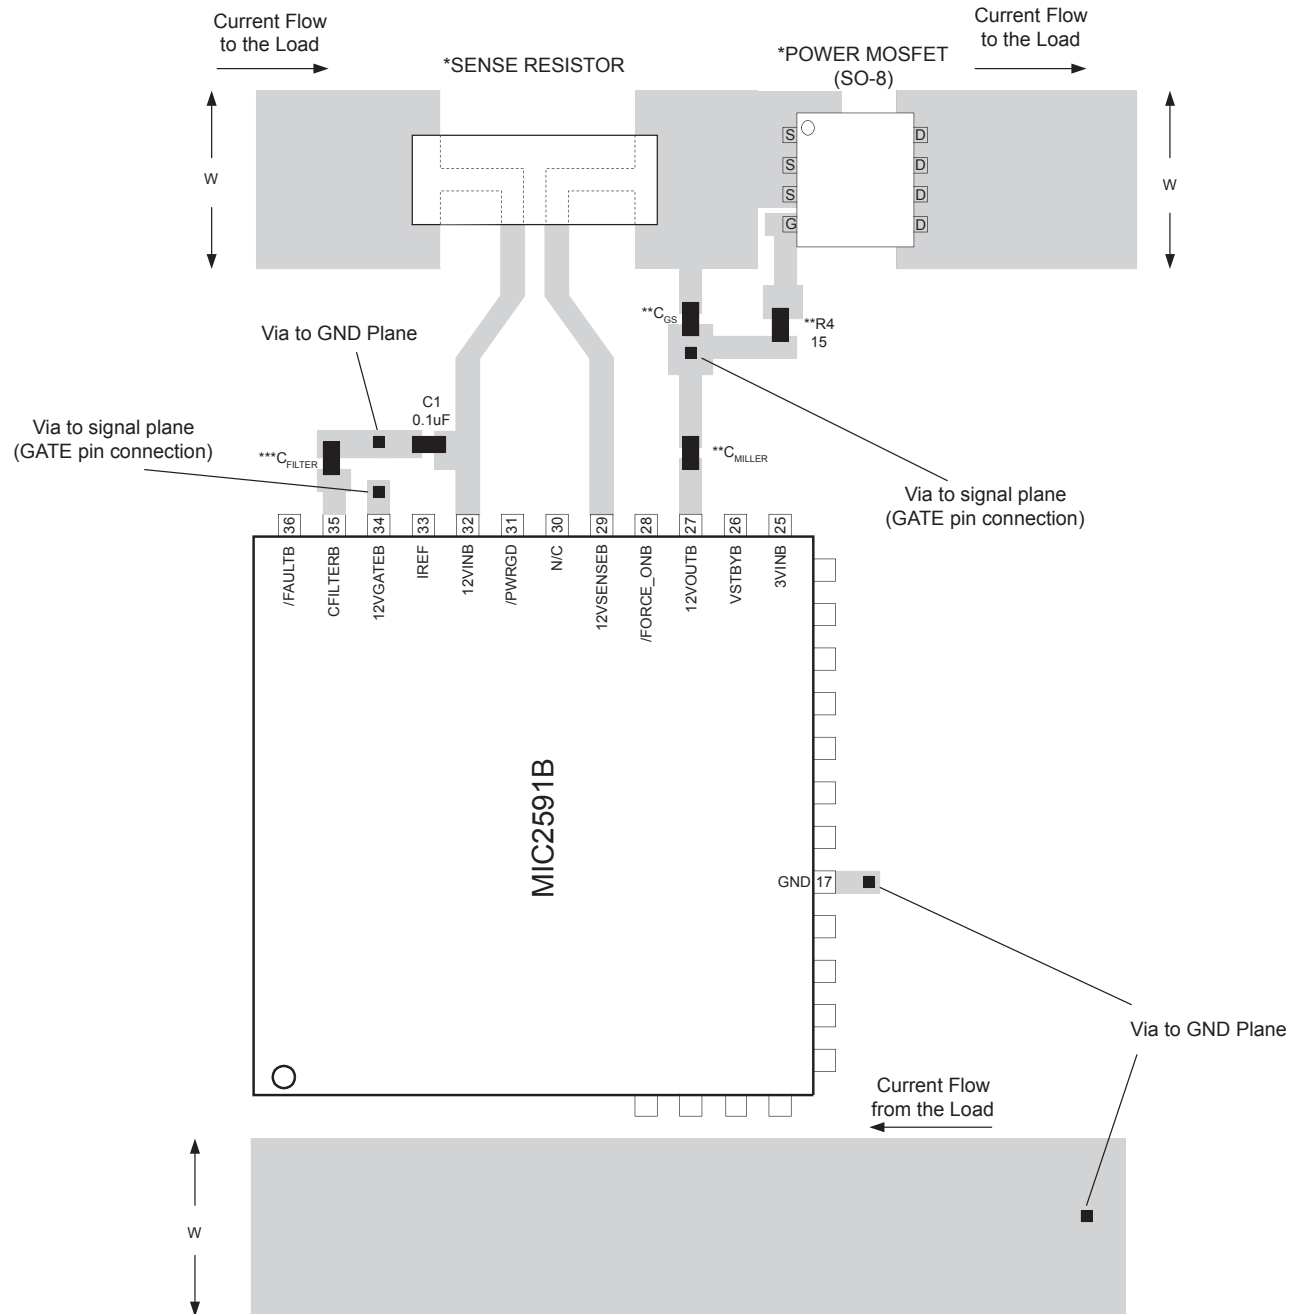 Current Flow
to the Load
*SENSE RESISTOR
*POWER MOSFET
(SO-8)
Current Flow
to the Load
W
W
S
S
S
G
D
D
D
D
**CGS
**R4
15
Via to GND Plane
C1
0.1uF
Via to signal plane
(GATE pin connection)
***CFILTER
**CMILLER
Via to signal plane
(GATE pin connection)
36
35
34
33
32
31
30
29
28
27
26
25
/FAULTB
CFILTERB
12VGATEB
IREF
12VINB
/PWRGD
N/C
12VSENSEB
/FORCE_ONB
12VOUTB
VSTBYB
3VINB
MIC2591B
GND 17
Via to GND Plane
Current Flow
from the Load
W